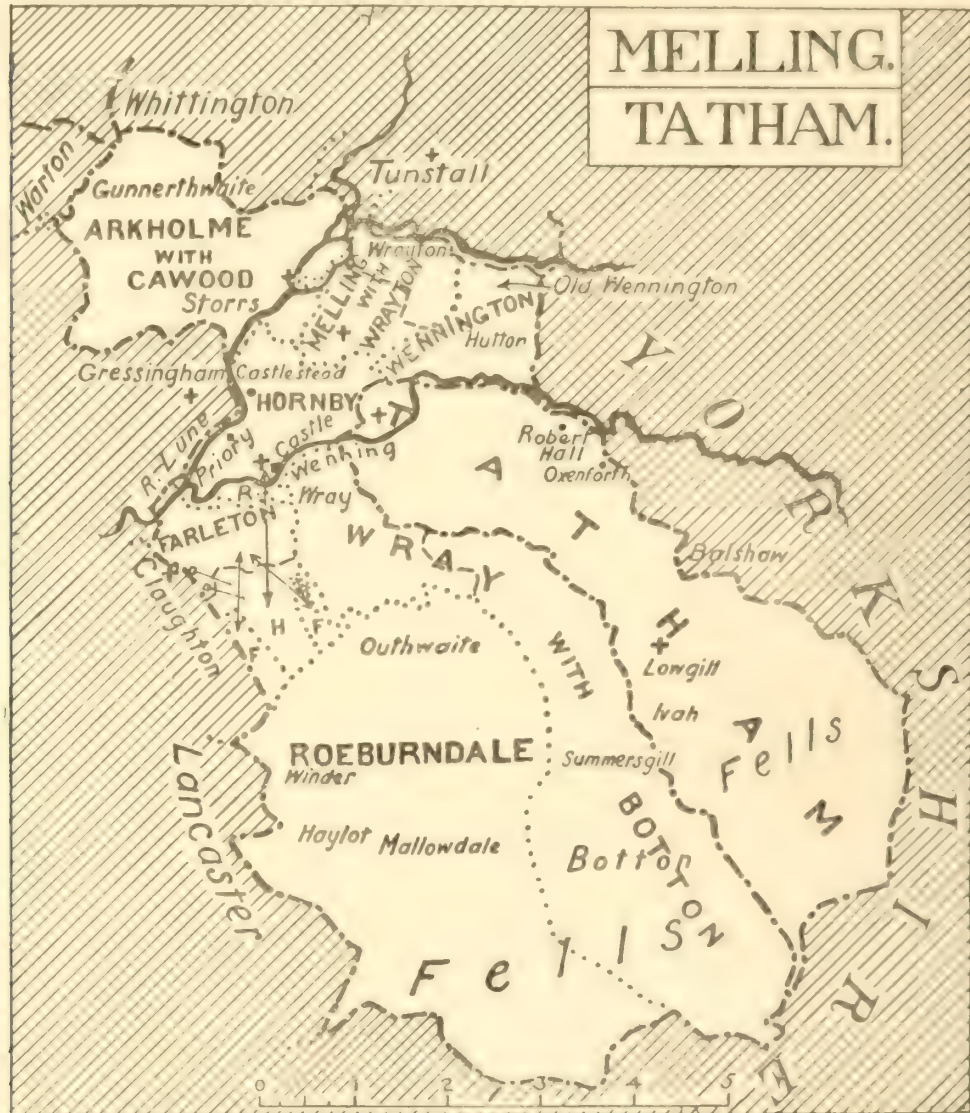 MELLING.
TATHAM.
Whittington
Warton
Tunstall
Gunnerthwaite
ARKHOLME
WITH
CAWOOD
Storrs
Wrayton
MELLING
WITH
WRAYTON
Old Wennington
WENNINGTON
Hutton
Gressingham
Castlestead
HORNBY
R. Lune
Priory
Castle
R. Wenning
Wray
Robert
Hall
Oxenforth
TATHAM
YORKSHIRE
FARLETON
Claughton
Balshaw
H
F
F
WRAY
WITH
BOTTON
Outhwaite
Lowgill
Ivah
Fells
ROEBURNDALE
Winder
Summersgill
Lancaster
Haylot
Mallowdale
Botton
Fells
0 1 2 3 4 5